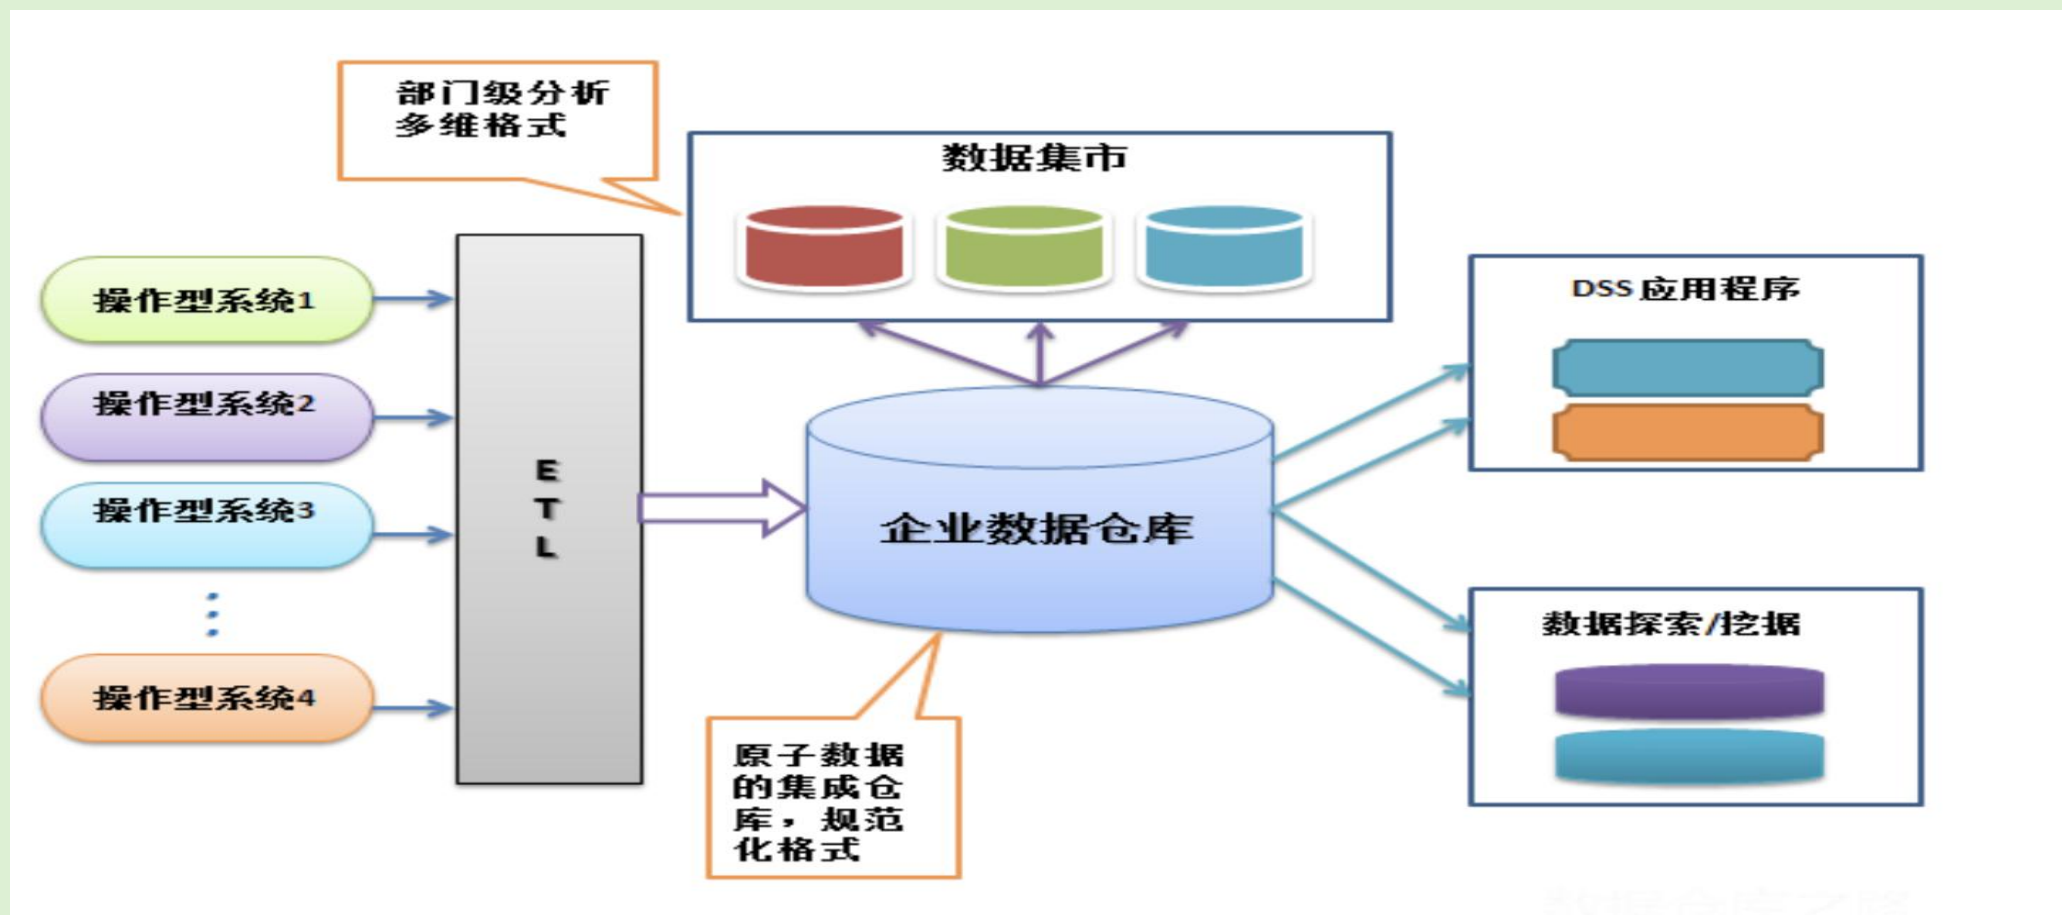 部门级分析
多维格式
数据集市
操作型系统1
操作型系统2
操作型系统3
操作型系统4
E
T
L
企业数据仓库
DSS 应用程序
数据探索/挖据
原子数据
的集成仓
库，规范
化格式